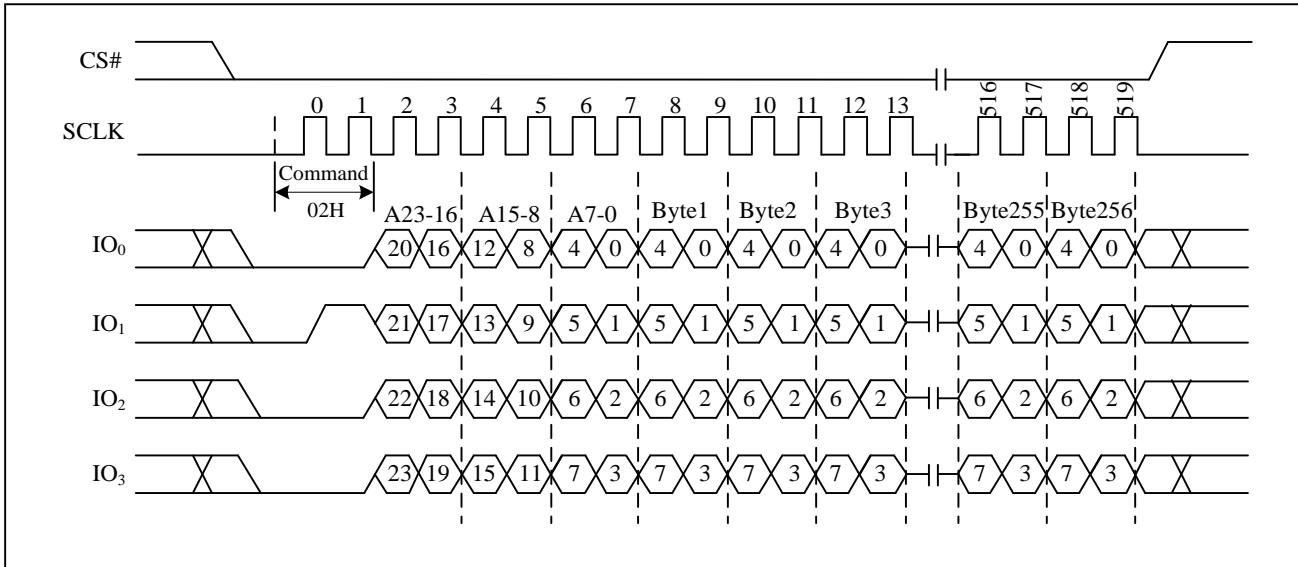 CS#
0 1 2 3 4 5 6 7 8 9 10 11 12 13 516 517 518 519
SCLK
Command
02H
A23-16 A15-8 A7-0 Byte1 Byte2 Byte3 Byte255 Byte256
IO0 20 16 12 8 4 0 4 0 4 0 4 0 4 0 4 0
IO1 21 17 13 9 5 1 5 1 5 1 5 1 5 1 5 1
IO2 22 18 14 10 6 2 6 2 6 2 6 2 6 2 6 2
IO3 23 19 15 11 7 3 7 3 7 3 7 3 7 3 7 3